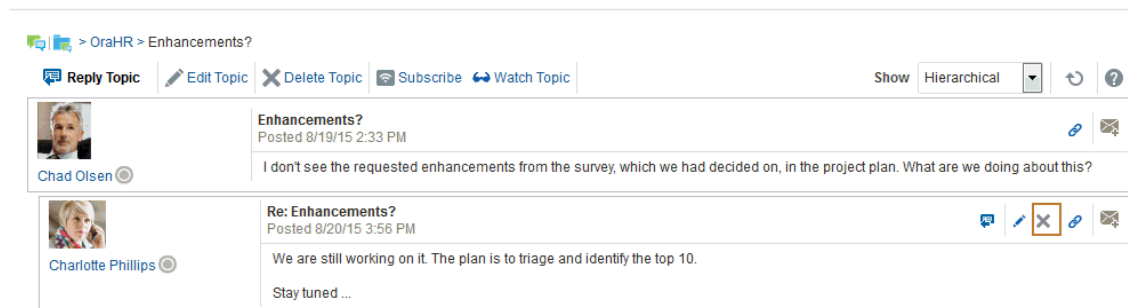 > OraHR > Enhancements?
Reply Topic Edit Topic Delete Topic Subscribe Watch Topic Show Hierarchical
Enhancements?
Posted 8/19/15 2:33 PM
I don't see the requested enhancements from the survey, which we had decided on, in the project plan. What are we doing about this?
Chad Olsen
Re: Enhancements?
Posted 8/20/15 3:56 PM
We are still working on it. The plan is to triage and identify the top 10.
Charlotte Phillips
Stay tuned ...